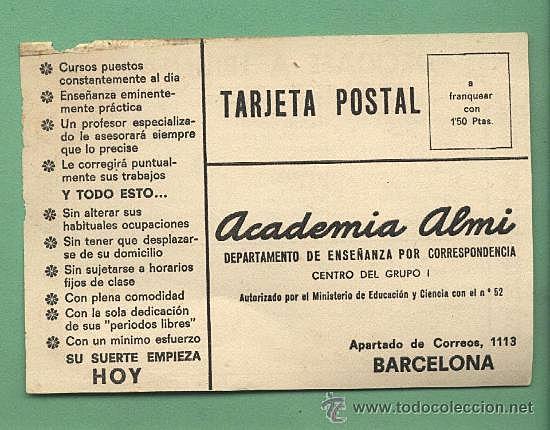 ❋ Cursos puestos
constantemente al día
❋ Enseñanza eminente-
mente práctica
❋ Un profesor especializa-
do le asesorará siempre
que lo precise
❋ Le corregirá puntual-
mente sus trabajos
Y TODO ESTO...
❋ Sin alterar sus
habituales ocupaciones
❋ Sin tener que desplazar-
se de su domicilio
❋ Sin sujetarse a horarios
fijos de clase
❋ Con plena comodidad
❋ Con la sola dedicación
de sus "periodos libres"
❋ Con un mínimo esfuerzo
SU SUERTE EMPIEZA
HOY
TARJETA POSTAL
a
franquear
con
1'50 Ptas.
Academia Almi
DEPARTAMENTO DE ENSEÑANZA POR CORRESPONDENCIA
CENTRO DEL GRUPO I
Autorizado por el Ministerio de Educación y Ciencia con el n.º 52
Apartado de Correos, 1113
BARCELONA
© www.todocoleccion.net